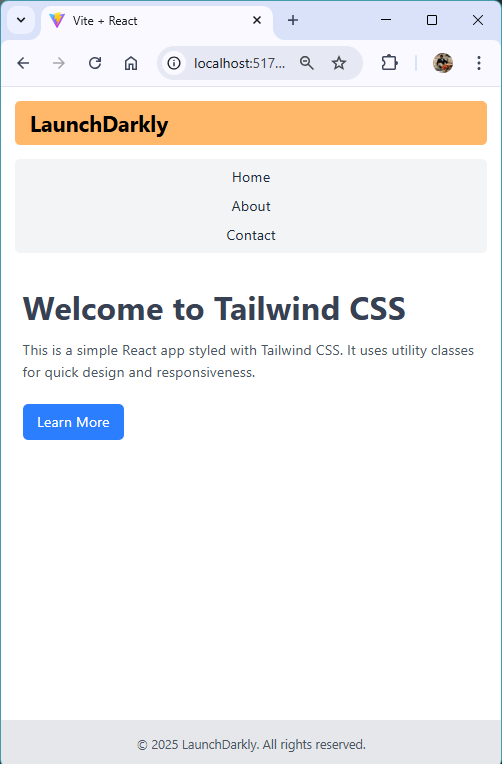 Vite + React
localhost:517...
LaunchDarkly
Home
About
Contact
Welcome to Tailwind CSS
This is a simple React app styled with Tailwind CSS. It uses utility classes
for quick design and responsiveness.
Learn More
© 2025 LaunchDarkly. All rights reserved.